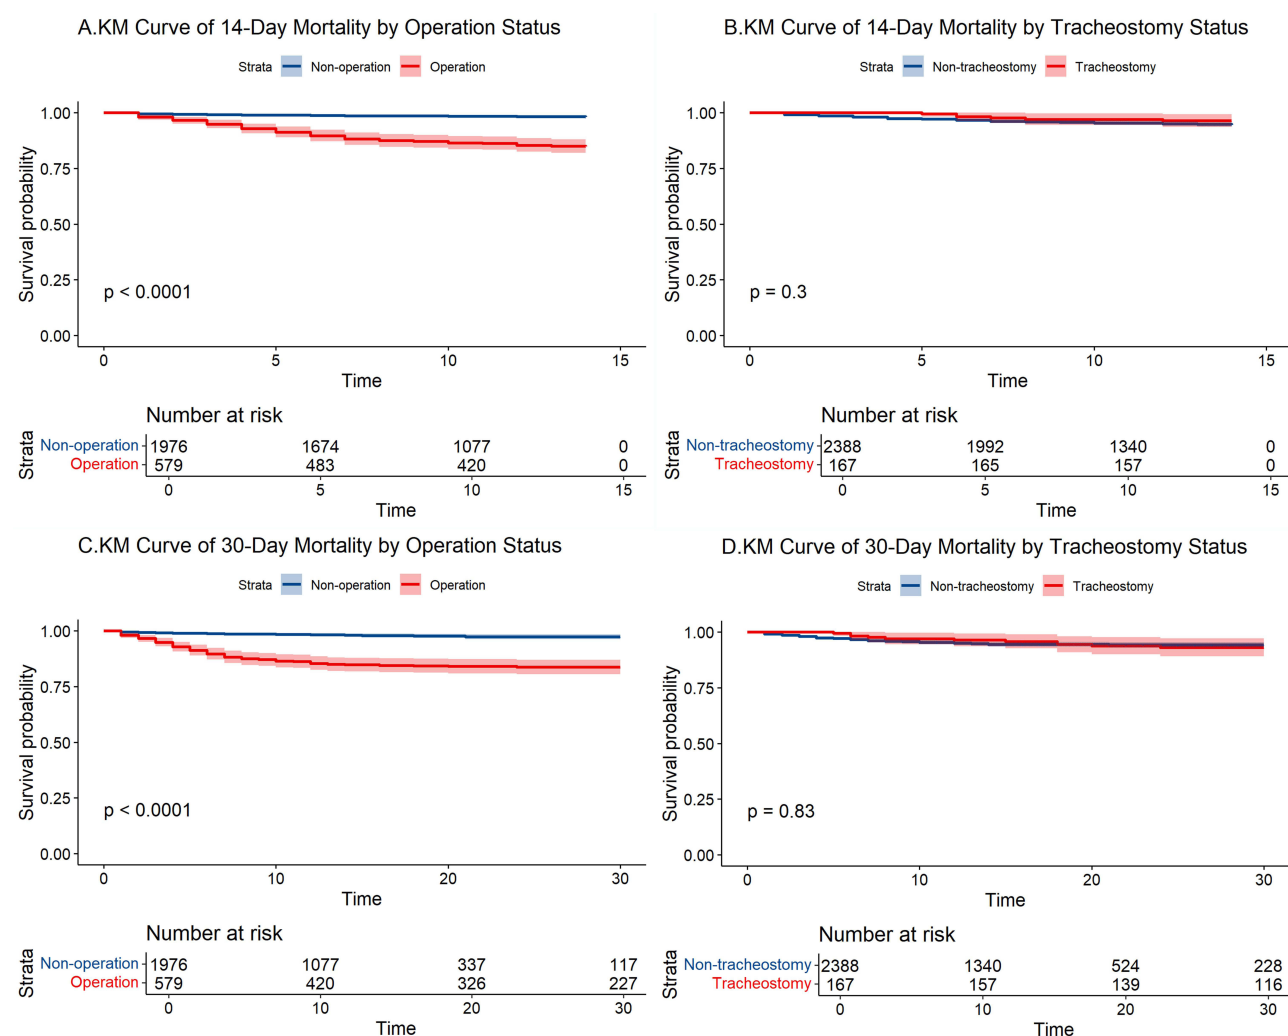 A.KM Curve of 14-Day Mortality by Operation Status
Strata Non-operation Operation
Survival probability
1.00
0.75
0.50
0.25
0.00
p < 0.0001
0 5 10 15
Time
Number at risk
Strata
Non-operation 1976 1674 1077 0
Operation 579 483 420 0
0 5 10 15
Time
B.KM Curve of 14-Day Mortality by Tracheostomy Status
Strata Non-tracheostomy Tracheostomy
Survival probability
1.00
0.75
0.50
0.25
0.00
p = 0.3
0 5 10 15
Time
Number at risk
Strata
Non-tracheostomy 2388 1992 1340 0
Tracheostomy 167 165 157 0
0 5 10 15
Time
C.KM Curve of 30-Day Mortality by Operation Status
Strata Non-operation Operation
Survival probability
1.00
0.75
0.50
0.25
0.00
p < 0.0001
0 10 20 30
Time
Number at risk
Strata
Non-operation 1976 1077 337 117
Operation 579 420 326 227
0 10 20 30
Time
D.KM Curve of 30-Day Mortality by Tracheostomy Status
Strata Non-tracheostomy Tracheostomy
Survival probability
1.00
0.75
0.50
0.25
0.00
p = 0.83
0 10 20 30
Time
Number at risk
Strata
Non-tracheostomy 2388 1340 524 228
Tracheostomy 167 157 139 116
0 10 20 30
Time